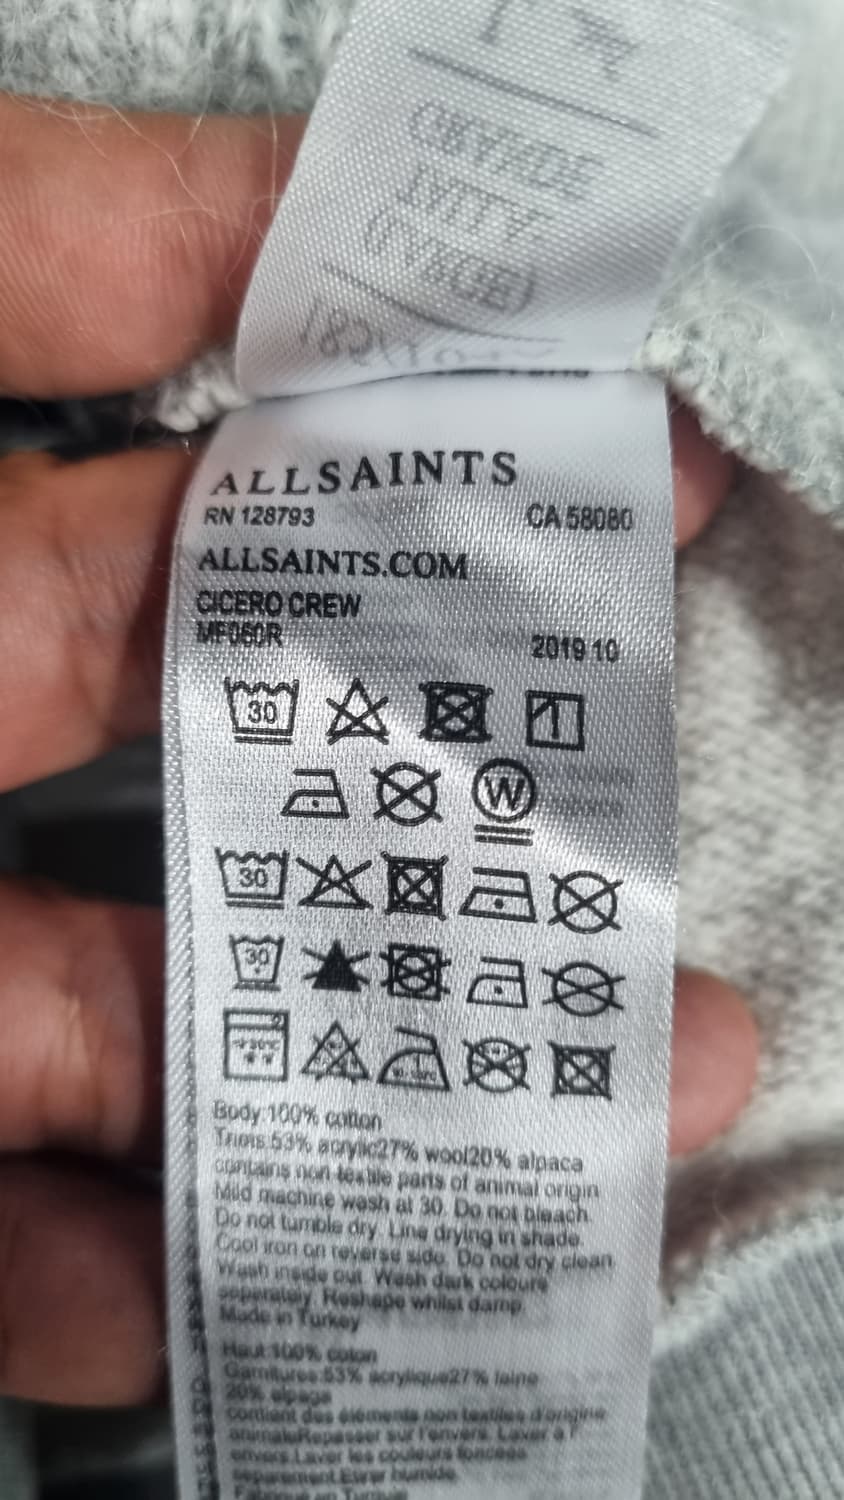 ALLSAINTS
RN 128793 CA 58080
ALLSAINTS.COM
CICERO CREW
MF060R 2019 10
30
W
30
30
Body:100% cotton
Trims:53% acrylic27% wool20% alpaca
contains non-textile parts of animal origin
Mild machine wash at 30. Do not bleach.
Do not tumble dry. Line drying in shade.
Cool iron on reverse side. Do not dry clean.
Wash inside out. Wash dark colours
seperately. Reshape whilst damp.
Made in Turkey
Haut:100% coton
Garnitures:53% acrylique27% laine
20% alpaga
contient des éléments non textiles d'origine
animaleRepasser sur l'envers. Laver à l'
envers.Laver les couleurs foncées
separement.Etirer humide.
Fabriqué en Turquie